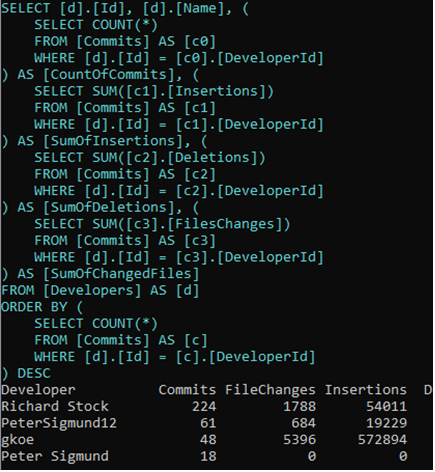 SELECT [d].[Id], [d].[Name], (
    SELECT COUNT(*)
    FROM [Commits] AS [c0]
    WHERE [d].[Id] = [c0].[DeveloperId]
) AS [CountOfCommits], (
    SELECT SUM([c1].[Insertions])
    FROM [Commits] AS [c1]
    WHERE [d].[Id] = [c1].[DeveloperId]
) AS [SumOfInsertions], (
    SELECT SUM([c2].[Deletions])
    FROM [Commits] AS [c2]
    WHERE [d].[Id] = [c2].[DeveloperId]
) AS [SumOfDeletions], (
    SELECT SUM([c3].[FilesChanges])
    FROM [Commits] AS [c3]
    WHERE [d].[Id] = [c3].[DeveloperId]
) AS [SumOfChangedFiles]
FROM [Developers] AS [d]
ORDER BY (
    SELECT COUNT(*)
    FROM [Commits] AS [c]
    WHERE [d].[Id] = [c].[DeveloperId]
) DESC
Developer          Commits FileChanges Insertions  D
Richard Stock          224        1788      54011
PeterSigmund12          61         684      19229
gkoe                    48        5396     572894
Peter Sigmund           18           0          0